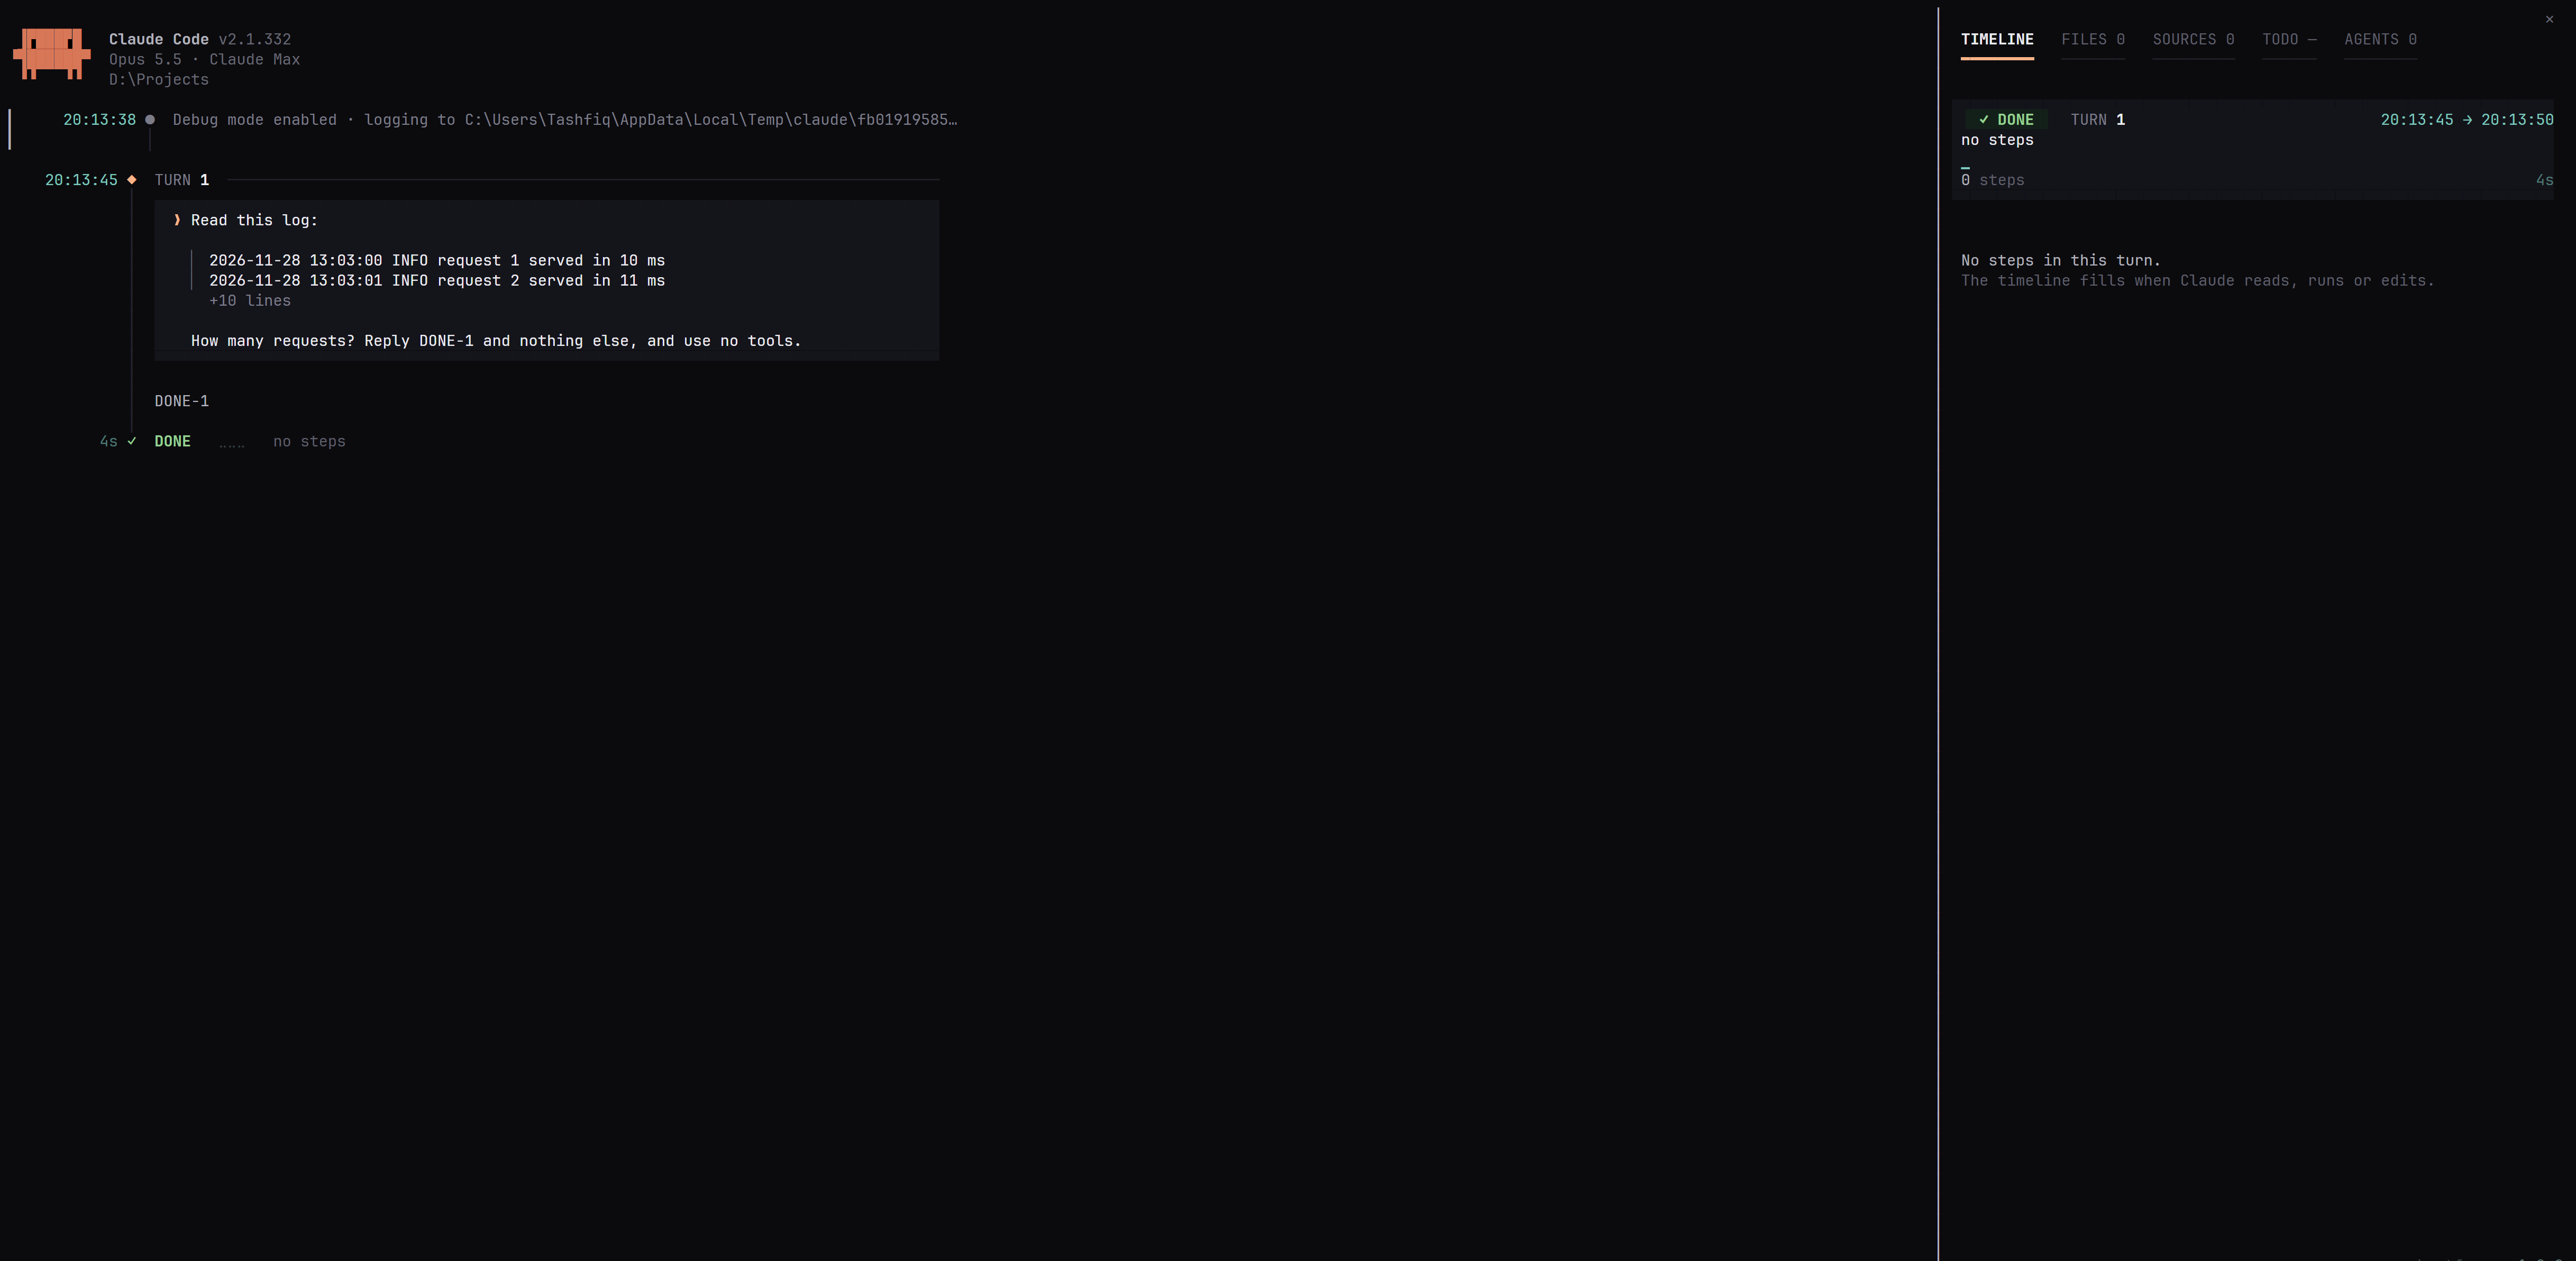 Claude Code v2.1.332
Opus 5.5 · Claude Max
D:\Projects
20:13:38 ● Debug mode enabled · logging to C:\Users\Tashfiq\AppData\Local\Temp\claude\fb01919585…
20:13:45 ◆ TURN 1
❱ Read this log:
2026-11-28 13:03:00 INFO request 1 served in 10 ms
2026-11-28 13:03:01 INFO request 2 served in 11 ms
+10 lines
How many requests? Reply DONE-1 and nothing else, and use no tools.
DONE-1
4s ✓ DONE no steps
×
TIMELINE FILES 0 SOURCES 0 TODO — AGENTS 0
✓ DONE TURN 1 20:13:45 → 20:13:50
no steps
0 steps 4s
No steps in this turn.
The timeline fills when Claude reads, runs or edits.